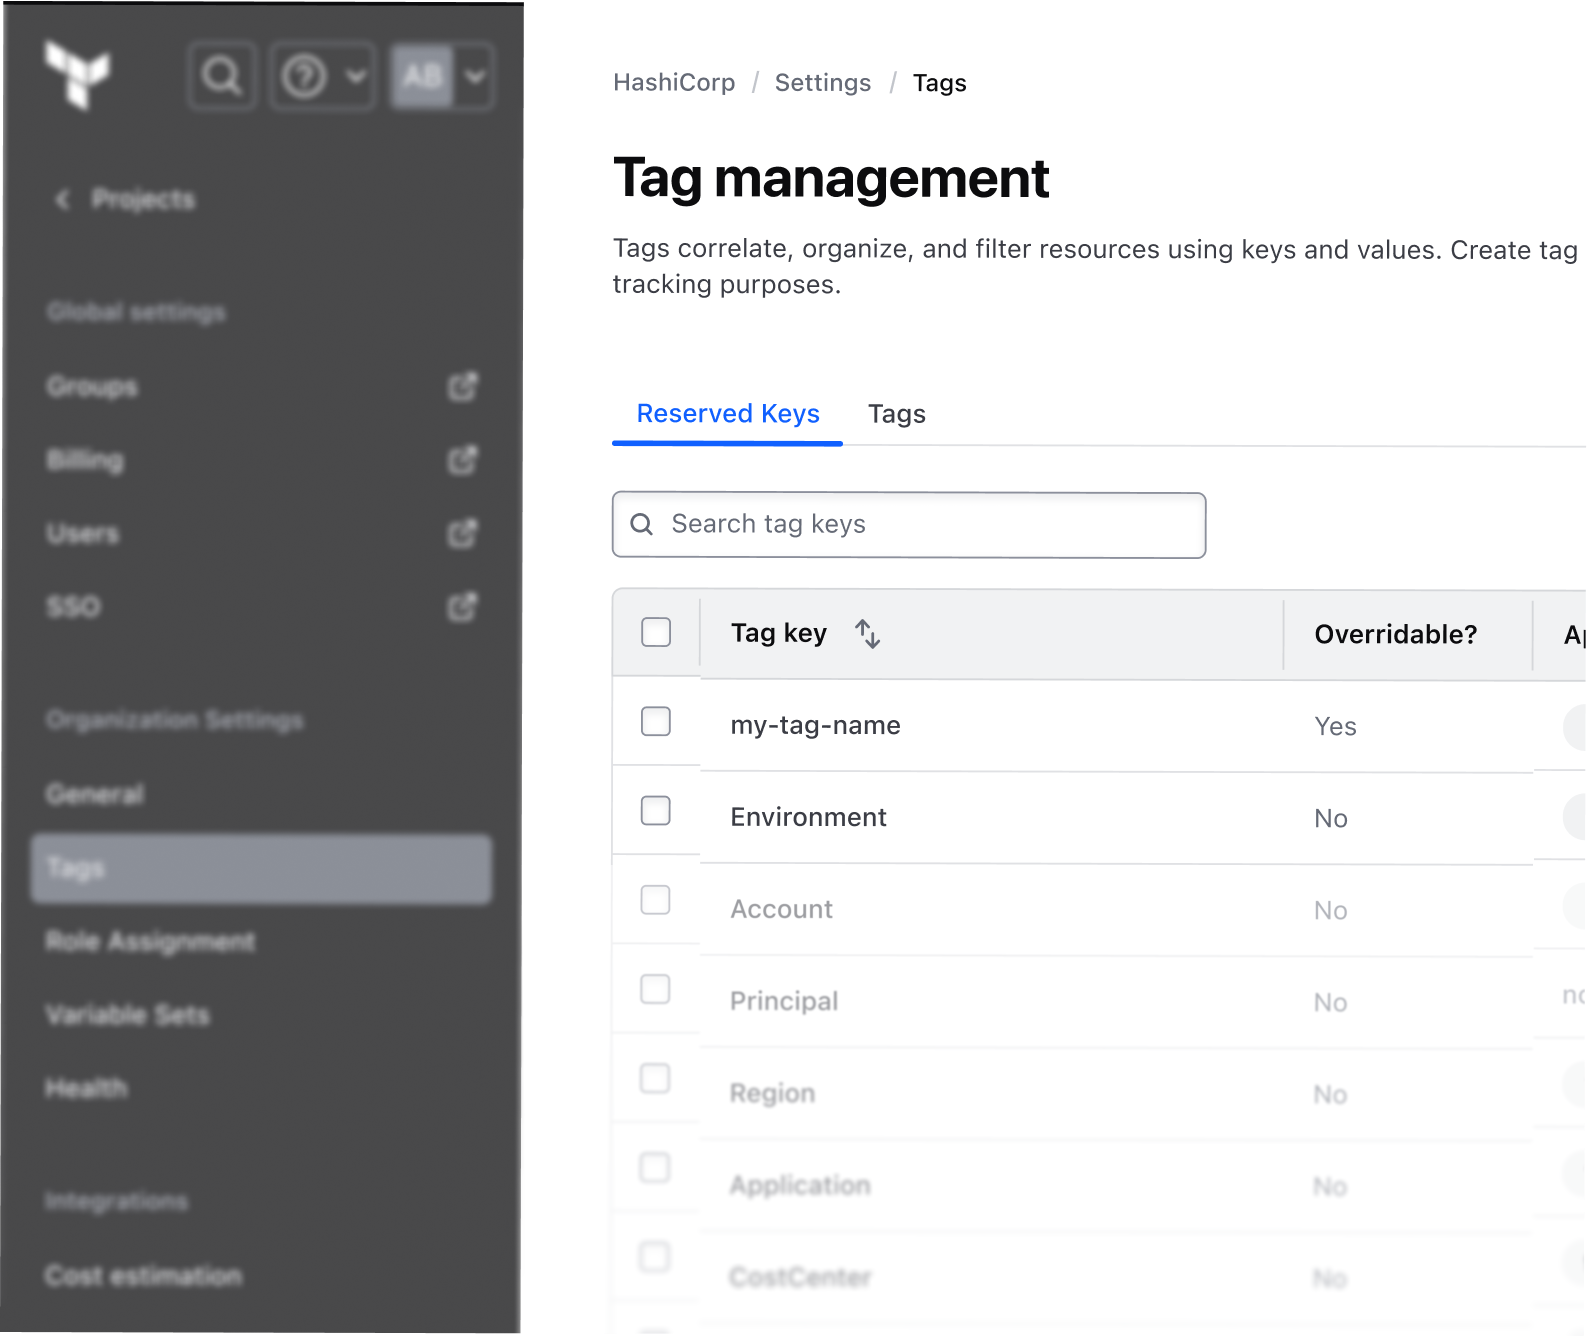 AB
Projects
Global settings
Groups
Billing
Users
SSO
Organization Settings
General
Tags
Role Assignment
Variable Sets
Health
Integrations
Cost estimation
HashiCorp / Settings / Tags
Tag management
Tags correlate, organize, and filter resources using keys and values. Create tag
tracking purposes.
Reserved Keys Tags
Search tag keys
Tag key Overridable?
my-tag-name Yes
Environment No
Account No
Principal No
Region No
Application No
CostCenter No